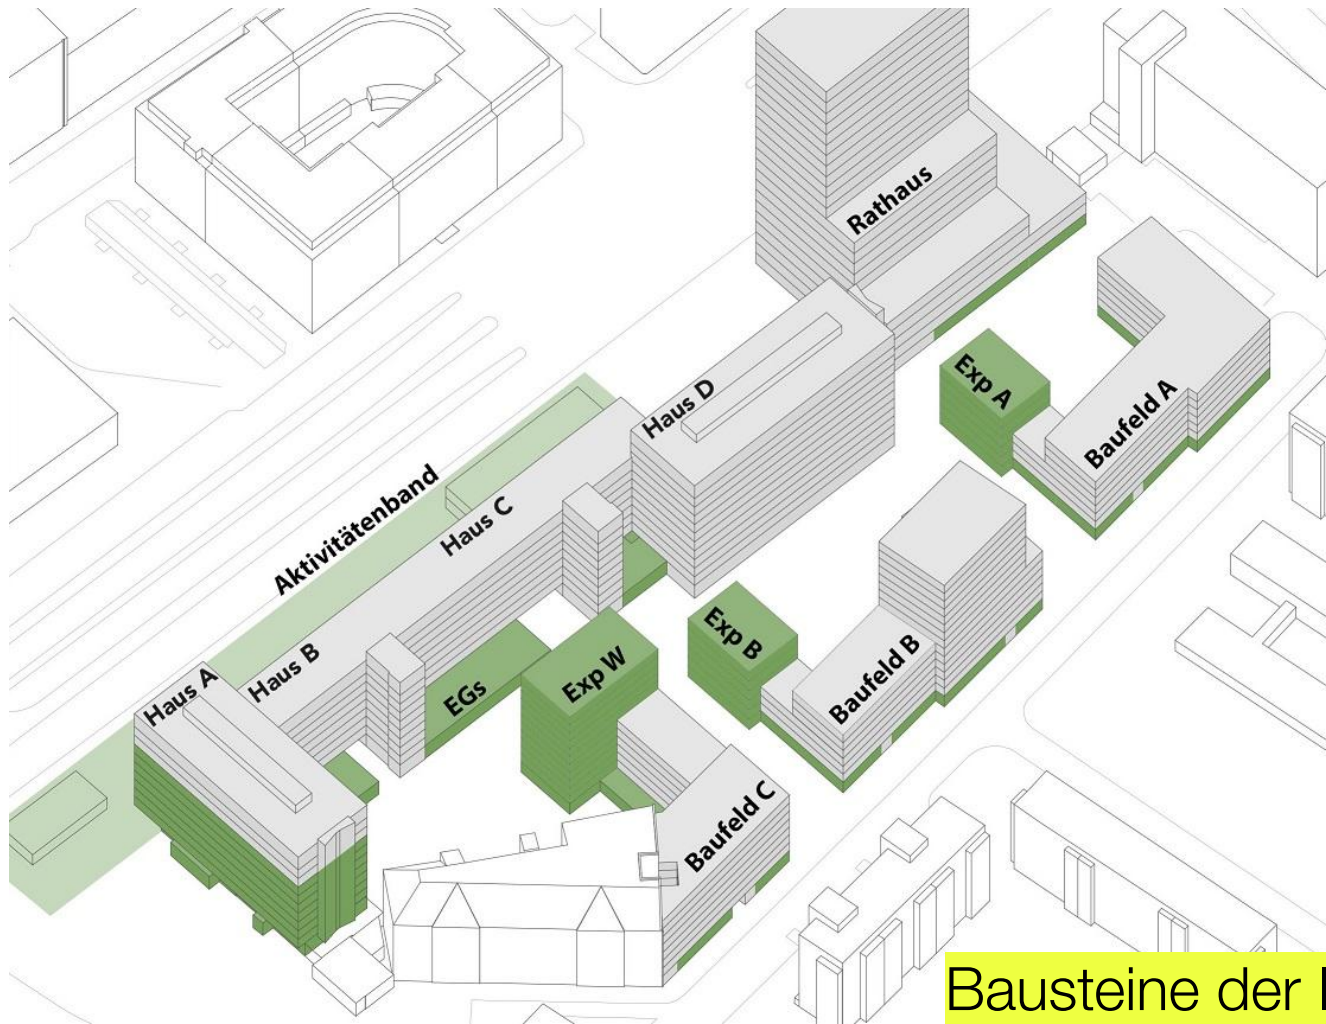 Rathaus
Exp A
Baufeld A
Haus D
Haus C
Aktivitätenband
Exp B
Baufeld B
Haus B
Haus A
EGs
Exp W
Baufeld C
Bausteine der